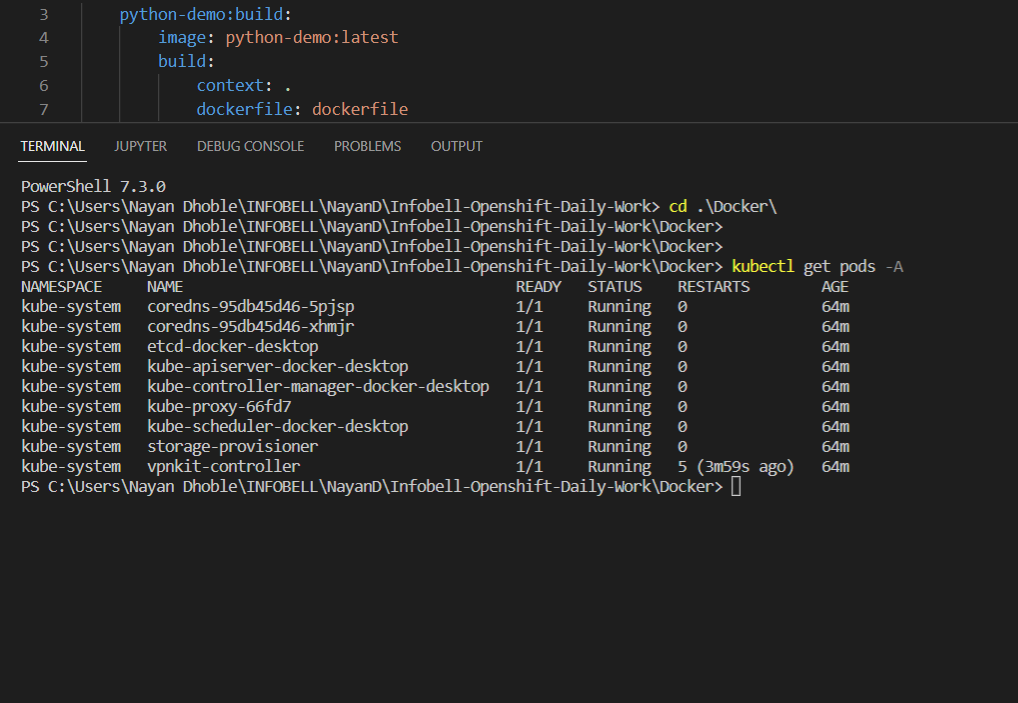 3 python-demo:build:
4 image: python-demo:latest
5 build:
6 context: .
7 dockerfile: dockerfile
TERMINAL JUPYTER DEBUG CONSOLE PROBLEMS OUTPUT
PowerShell 7.3.0
PS C:\Users\Nayan Dhoble\INFOBELL\NayanD\Infobell-Openshift-Daily-Work> cd .\Docker\
PS C:\Users\Nayan Dhoble\INFOBELL\NayanD\Infobell-Openshift-Daily-Work\Docker>
PS C:\Users\Nayan Dhoble\INFOBELL\NayanD\Infobell-Openshift-Daily-Work\Docker>
PS C:\Users\Nayan Dhoble\INFOBELL\NayanD\Infobell-Openshift-Daily-Work\Docker> kubectl get pods -A
NAMESPACE NAME READY STATUS RESTARTS AGE
kube-system coredns-95db45d46-5pjsp 1/1 Running 0 64m
kube-system coredns-95db45d46-xhmjr 1/1 Running 0 64m
kube-system etcd-docker-desktop 1/1 Running 0 64m
kube-system kube-apiserver-docker-desktop 1/1 Running 0 64m
kube-system kube-controller-manager-docker-desktop 1/1 Running 0 64m
kube-system kube-proxy-66fd7 1/1 Running 0 64m
kube-system kube-scheduler-docker-desktop 1/1 Running 0 64m
kube-system storage-provisioner 1/1 Running 0 64m
kube-system vpnkit-controller 1/1 Running 5 (3m59s ago) 64m
PS C:\Users\Nayan Dhoble\INFOBELL\NayanD\Infobell-Openshift-Daily-Work\Docker>